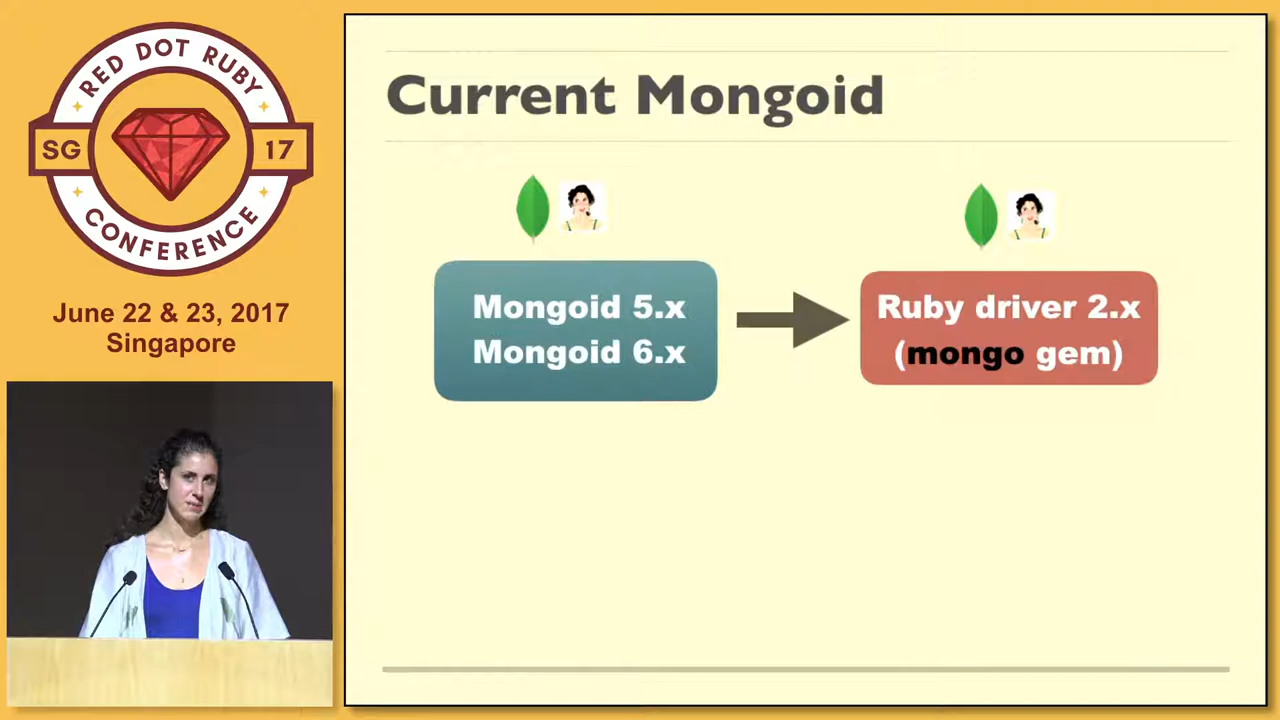 RED DOT RUBY
SG 17
CONFERENCE
June 22 & 23, 2017
Singapore
Current Mongoid
Mongoid 5.x
Mongoid 6.x
Ruby driver 2.x
(mongo gem)